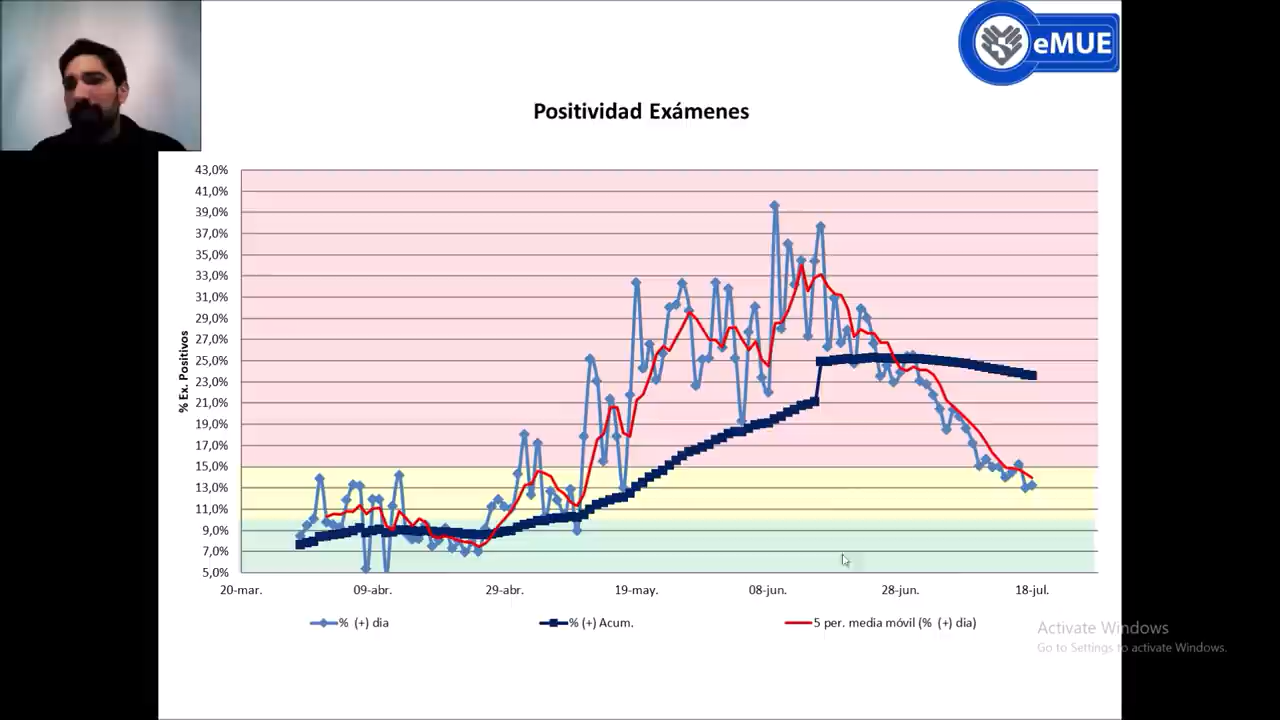 eMUE
Positividad Exámenes
% Ex. Positivos
43,0%
41,0%
39,0%
37,0%
35,0%
33,0%
31,0%
29,0%
27,0%
25,0%
23,0%
21,0%
19,0%
17,0%
15,0%
13,0%
11,0%
9,0%
7,0%
5,0%
20-mar. 09-abr. 29-abr. 19-may. 08-jun. 28-jun. 18-jul.
% (+) dia % (+) Acum. 5 per. media móvil (% (+) dia)
Activate Windows
Go to Settings to activate Windows.